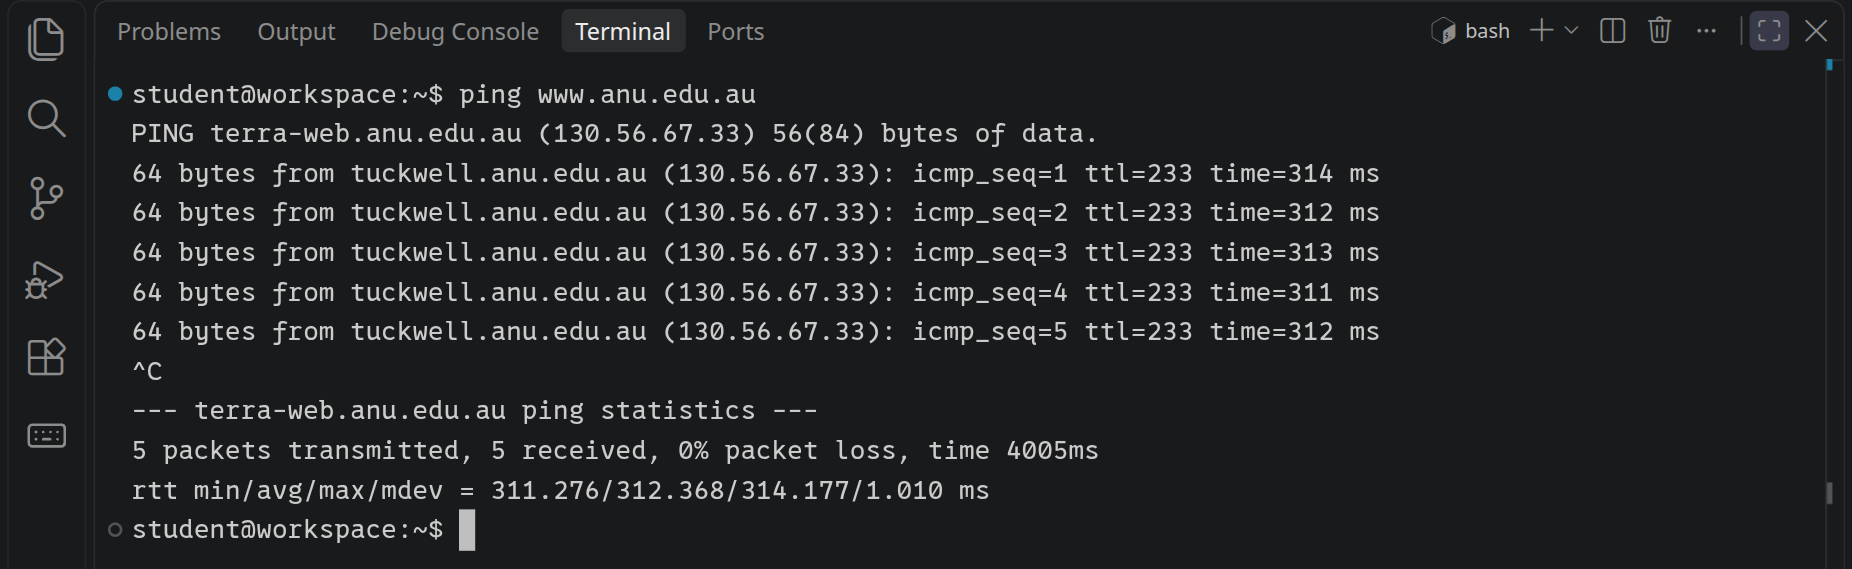 Problems Output Debug Console Terminal Ports bash
student@workspace:~$ ping www.anu.edu.au
PING terra-web.anu.edu.au (130.56.67.33) 56(84) bytes of data.
64 bytes from tuckwell.anu.edu.au (130.56.67.33): icmp_seq=1 ttl=233 time=314 ms
64 bytes from tuckwell.anu.edu.au (130.56.67.33): icmp_seq=2 ttl=233 time=312 ms
64 bytes from tuckwell.anu.edu.au (130.56.67.33): icmp_seq=3 ttl=233 time=313 ms
64 bytes from tuckwell.anu.edu.au (130.56.67.33): icmp_seq=4 ttl=233 time=311 ms
64 bytes from tuckwell.anu.edu.au (130.56.67.33): icmp_seq=5 ttl=233 time=312 ms
^C
--- terra-web.anu.edu.au ping statistics ---
5 packets transmitted, 5 received, 0% packet loss, time 4005ms
rtt min/avg/max/mdev = 311.276/312.368/314.177/1.010 ms
student@workspace:~$